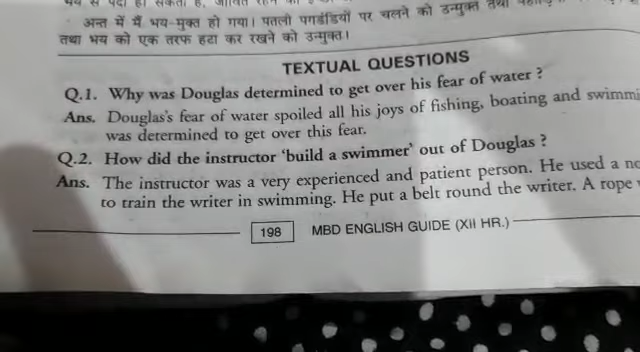 भय से पैदा हो सकता है, जीवित रहने की
अन्त में मैं भय-मुक्त हो गया। पतली पगडंडियों पर चलने को उन्मुक्त तथा
तथा भय को एक तरफ हटा कर रखने को उन्मुक्त।
TEXTUAL QUESTIONS
Q.1. Why was Douglas determined to get over his fear of water ?
Ans. Douglas's fear of water spoiled all his joys of fishing, boating and swimmi
was determined to get over this fear.
Q.2. How did the instructor 'build a swimmer' out of Douglas ?
Ans. The instructor was a very experienced and patient person. He used a
to train the writer in swimming. He put a belt round the writer. A rope
198 MBD ENGLISH GUIDE (XII HR.)